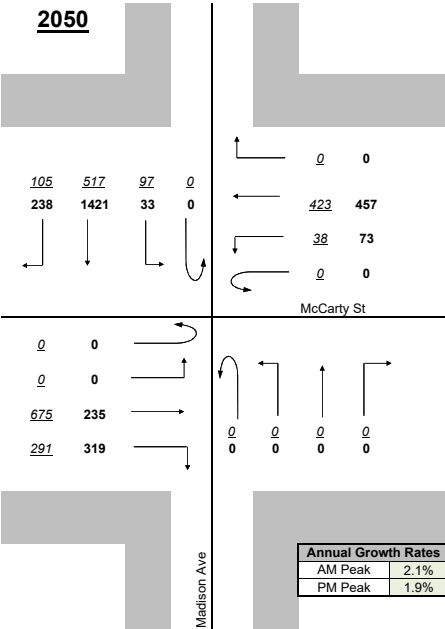 2050
105 517 97 0
238 1421 33 0
0 0
423 457
38 73
0 0
McCarty St
0 0
0 0
675 235
291 319
0 0 0 0
0 0 0 0
Madison Ave
Annual Growth Rates
AM Peak 2.1%
PM Peak 1.9%